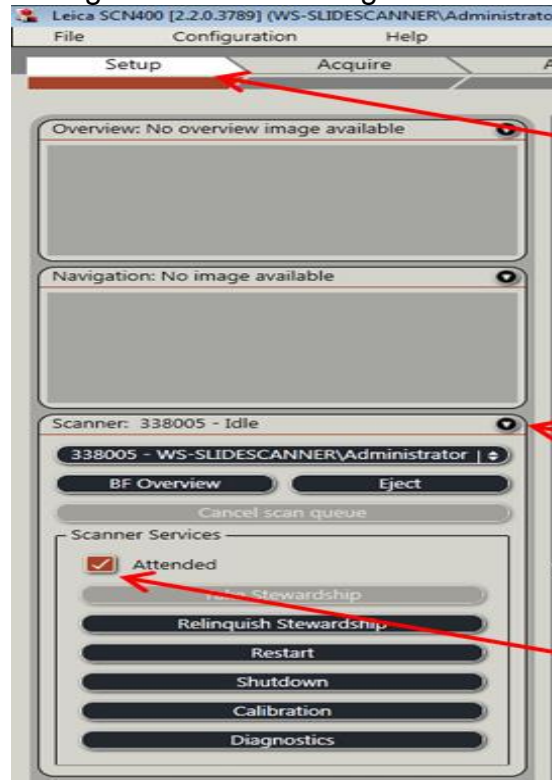 Leica SCN400 [2.2.0.3789] (WS-SLIDESCANNER\Administrato
File Configuration Help
Setup Acquire A
Overview: No overview image available
Navigation: No image available
Scanner: 338005 - Idle
338005 - WS-SLIDESCANNER\Administrator
BF Overview Eject
Cancel scan queue
Scanner Services
Attended
Take Stewardship
Relinquish Stewardship
Restart
Shutdown
Calibration
Diagnostics